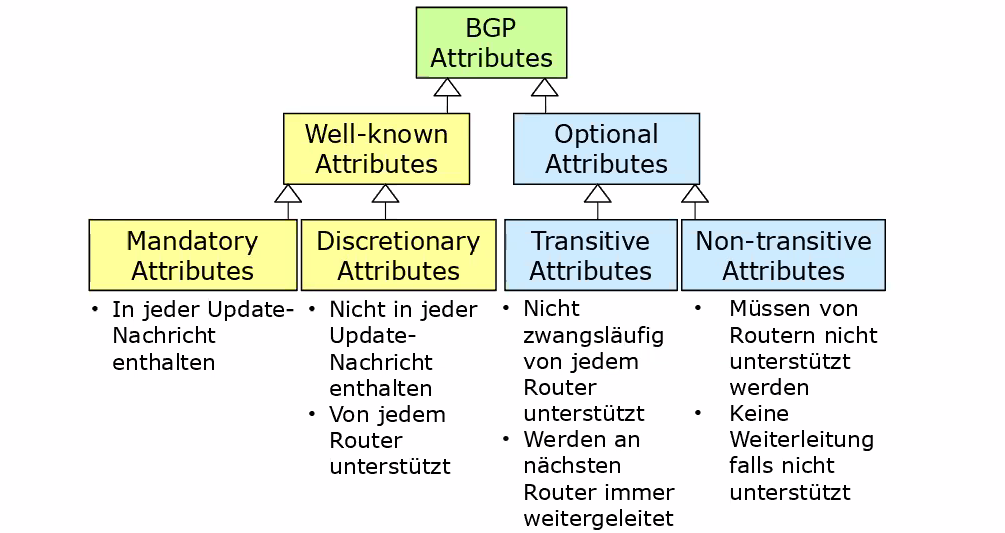 BGP
Attributes
Well-known
Attributes
Optional
Attributes
Mandatory
Attributes
Discretionary
Attributes
Transitive
Attributes
Non-transitive
Attributes
• In jeder Update-
Nachricht
enthalten
• Nicht in jeder
Update-
Nachricht
enthalten
• Von jedem
Router
unterstützt
• Nicht
zwangsläufig
von jedem
Router
unterstützt
• Werden an
nächsten
Router immer
weitergeleitet
• Müssen von
Routern nicht
unterstützt
werden
• Keine
Weiterleitung
falls nicht
unterstützt